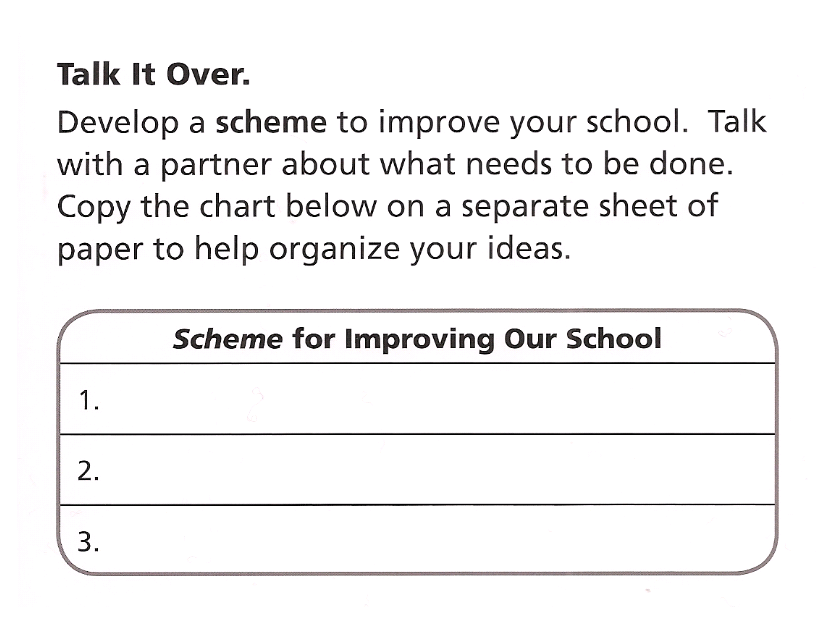 Talk It Over.
Develop a scheme to improve your school.  Talk
with a partner about what needs to be done.
Copy the chart below on a separate sheet of
paper to help organize your ideas.
Scheme for Improving Our School
1.
2.
3.